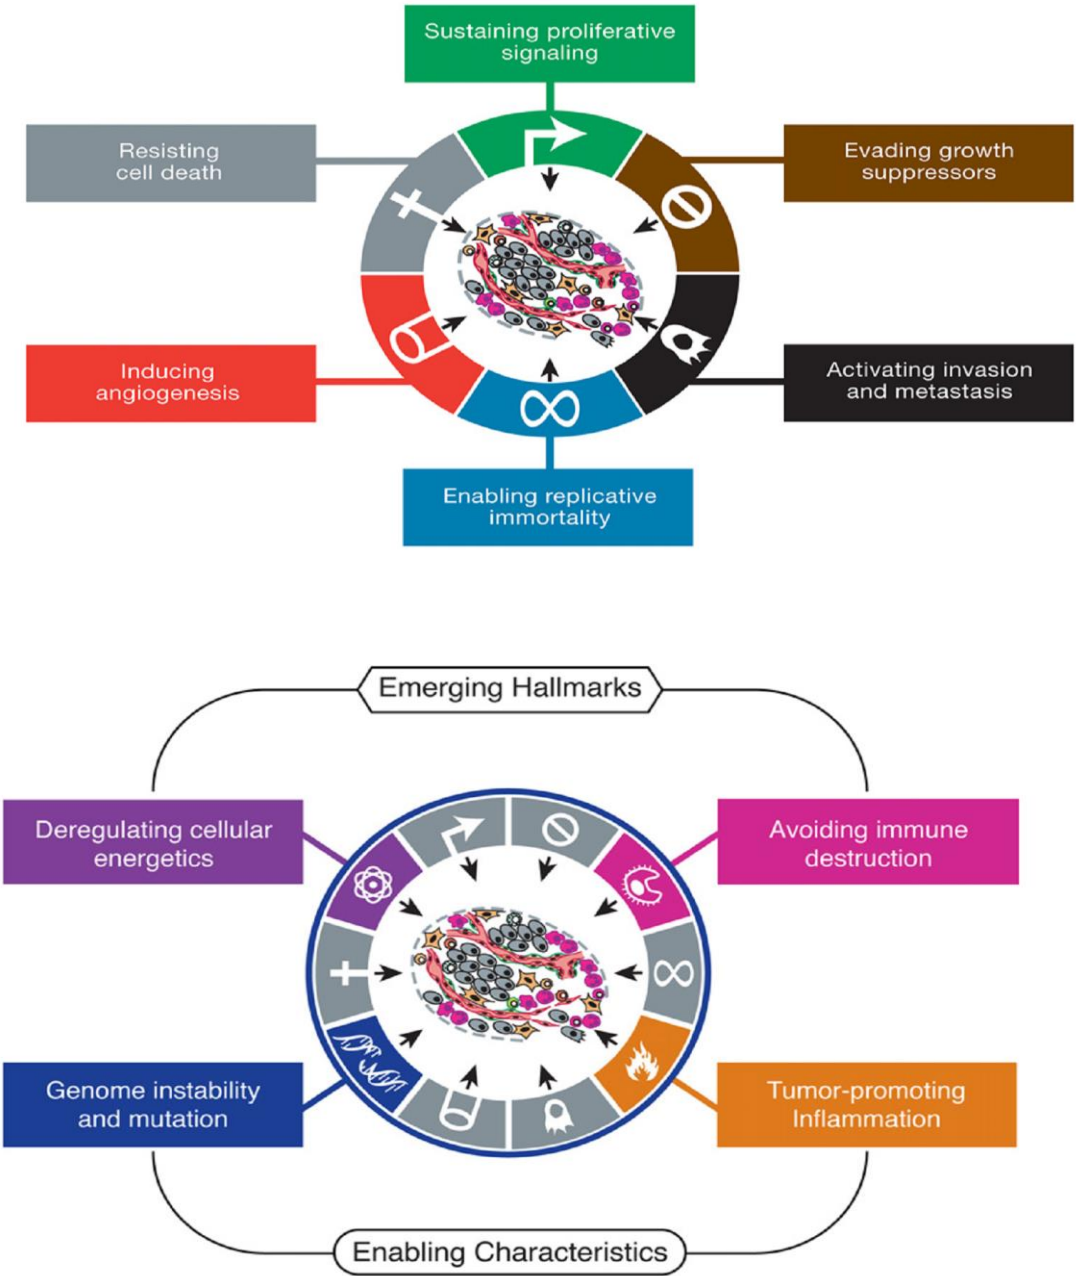 Sustaining proliferative
signaling
Resisting
cell death
Evading growth
suppressors
Inducing
angiogenesis
Activating invasion
and metastasis
Enabling replicative
immortality
Emerging Hallmarks
Deregulating cellular
energetics
Avoiding immune
destruction
Genome instability
and mutation
Tumor-promoting
Inflammation
Enabling Characteristics